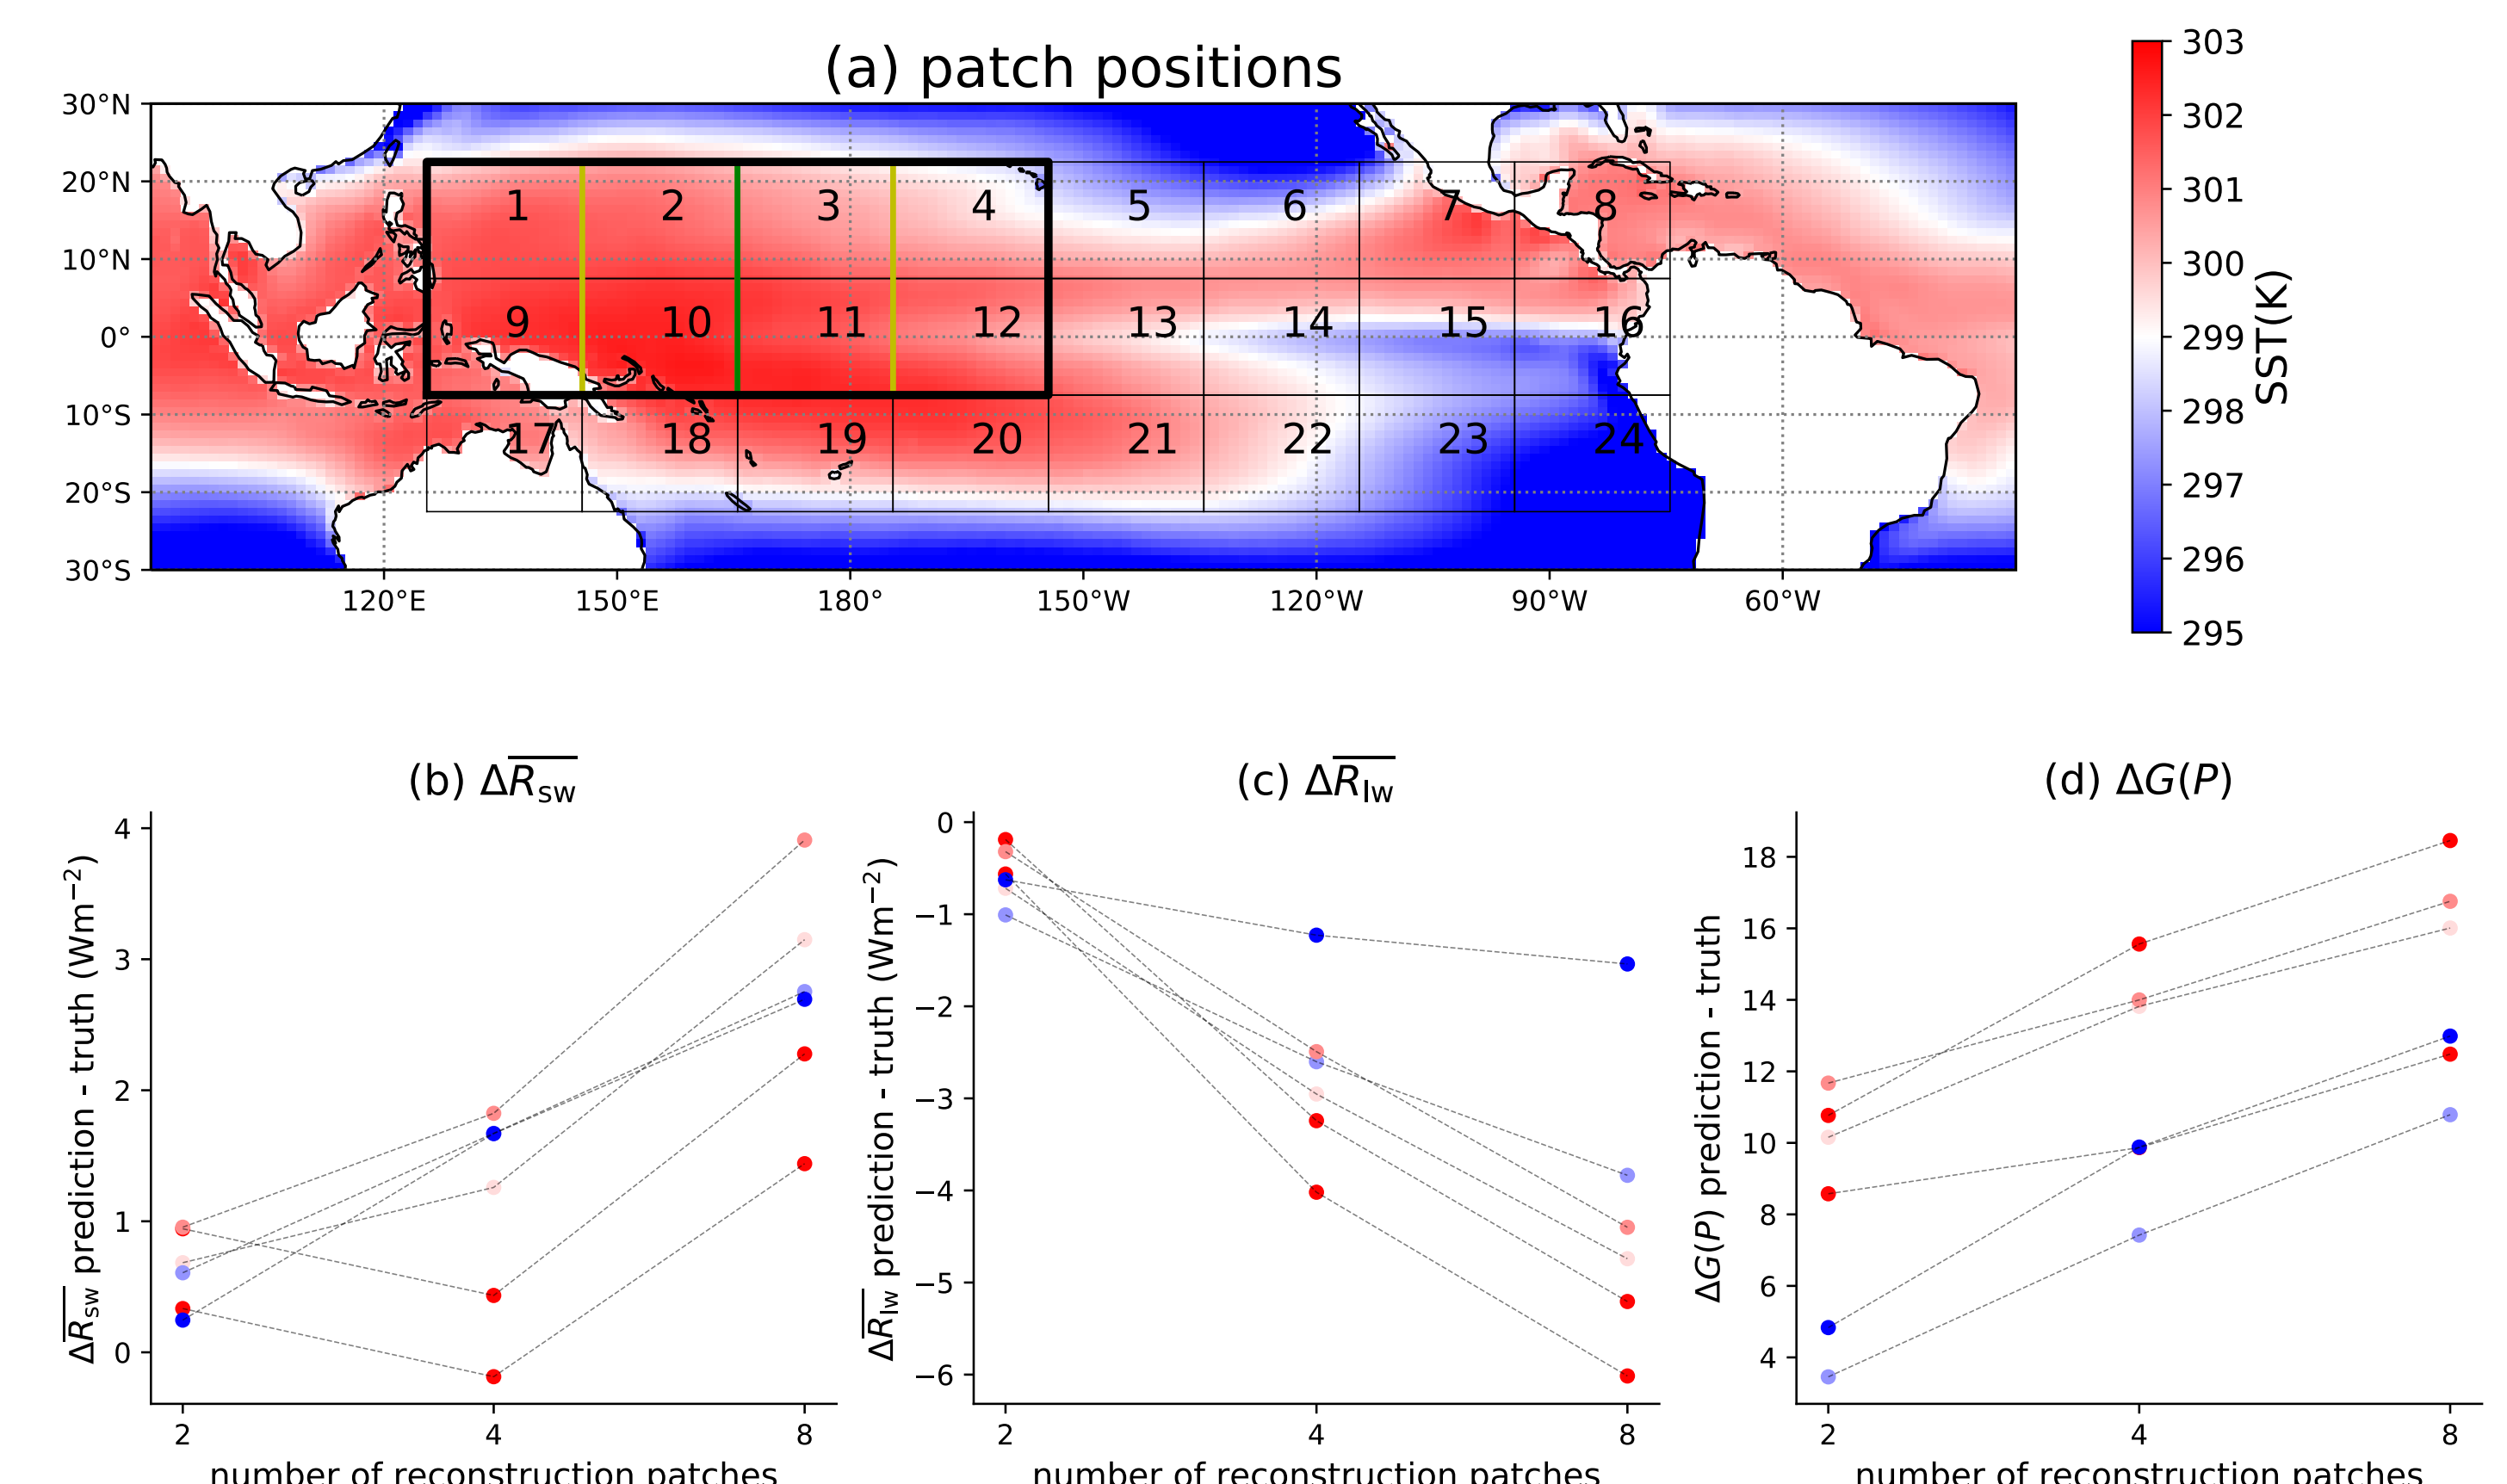 (a) patch positions
30°N
20°N
10°N
0°
10°S
20°S
30°S
120°E 150°E 180° 150°W 120°W 90°W 60°W
1 2 3 4 5 6 7 8
9 10 11 12 13 14 15 16
17 18 19 20 21 22 23 24
303
302
301
300
299
298
297
296
295
SST(K)
(b) ΔR̅sw
4
3
2
1
0
ΔR̅sw prediction - truth (Wm⁻²)
2 4 8
number of reconstruction patches
(c) ΔR̅lw
0
−1
−2
−3
−4
−5
−6
ΔR̅lw prediction - truth (Wm⁻²)
2 4 8
number of reconstruction patches
(d) ΔG(P)
18
16
14
12
10
8
6
4
ΔG(P) prediction - truth
2 4 8
number of reconstruction patches